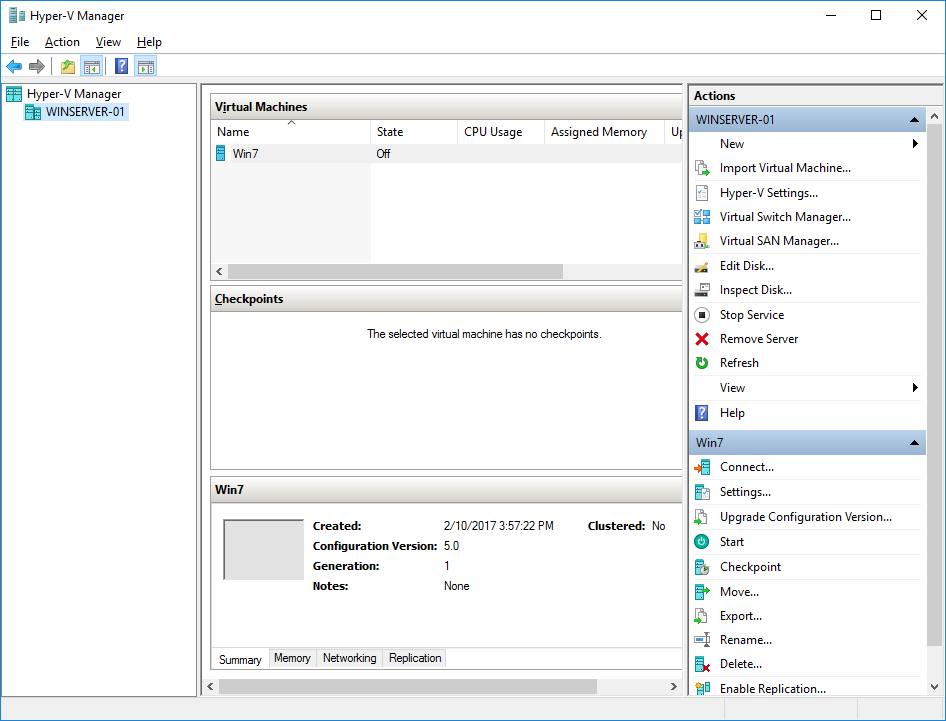 Hyper-V Manager
File Action View Help
Hyper-V Manager
WINSERVER-01
Virtual Machines
Name State CPU Usage Assigned Memory Up
Win7 Off
Checkpoints
The selected virtual machine has no checkpoints.
Win7
Created: 2/10/2017 3:57:22 PM Clustered: No
Configuration Version: 5.0
Generation: 1
Notes: None
Summary Memory Networking Replication
Actions
WINSERVER-01
New
Import Virtual Machine...
Hyper-V Settings...
Virtual Switch Manager...
Virtual SAN Manager...
Edit Disk...
Inspect Disk...
Stop Service
Remove Server
Refresh
View
Help
Win7
Connect...
Settings...
Upgrade Configuration Version...
Start
Checkpoint
Move...
Export...
Rename...
Delete...
Enable Replication...